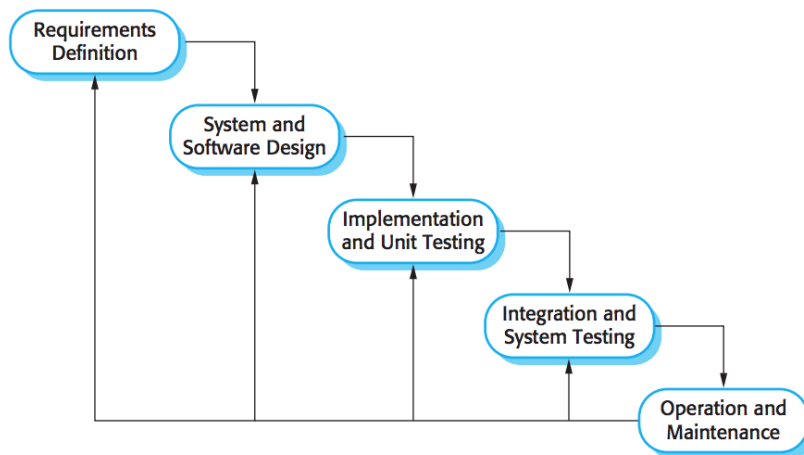 Requirements
Definition
System and
Software Design
Implementation
and Unit Testing
Integration and
System Testing
Operation and
Maintenance